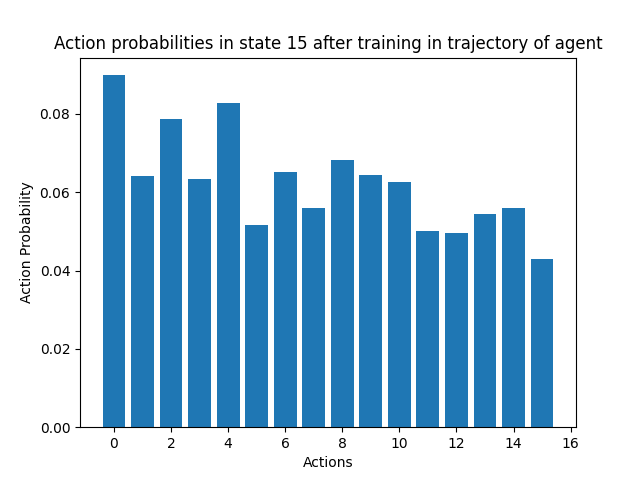 Action probabilities in state 15 after training in trajectory of agent
0.08
0.06
0.04
0.02
0.00
Action Probability
0 2 4 6 8 10 12 14 16
Actions